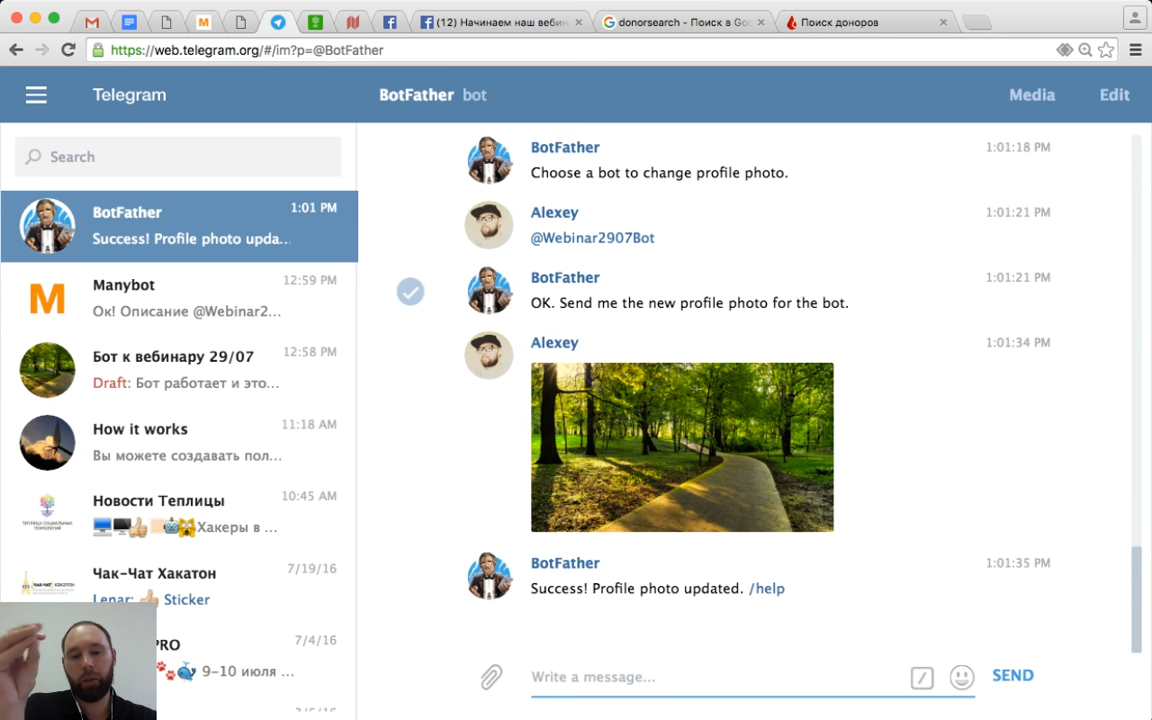 (12) Начинаем наш веби
donorsearch - Поиск в Go
Поиск доноров
https://web.telegram.org/#/im?p=@BotFather
Telegram
BotFather bot
Media
Edit
Search
BotFather 1:01 PM
Success! Profile photo upda...
Manybot 12:59 PM
Ок! Описание @Webinar2...
Бот к вебинару 29/07 12:58 PM
Draft: Бот работает и это...
How it works 11:18 AM
Вы можете создавать пол...
Новости Теплицы 10:45 AM
Хакеры в ...
Чак-Чат Хакатон 7/19/16
Lenar: Sticker
PRO 7/4/16
9-10 июля ...
BotFather 1:01:18 PM
Choose a bot to change profile photo.
Alexey 1:01:21 PM
@Webinar2907Bot
BotFather 1:01:21 PM
OK. Send me the new profile photo for the bot.
Alexey 1:01:34 PM
BotFather 1:01:35 PM
Success! Profile photo updated. /help
Write a message...
SEND